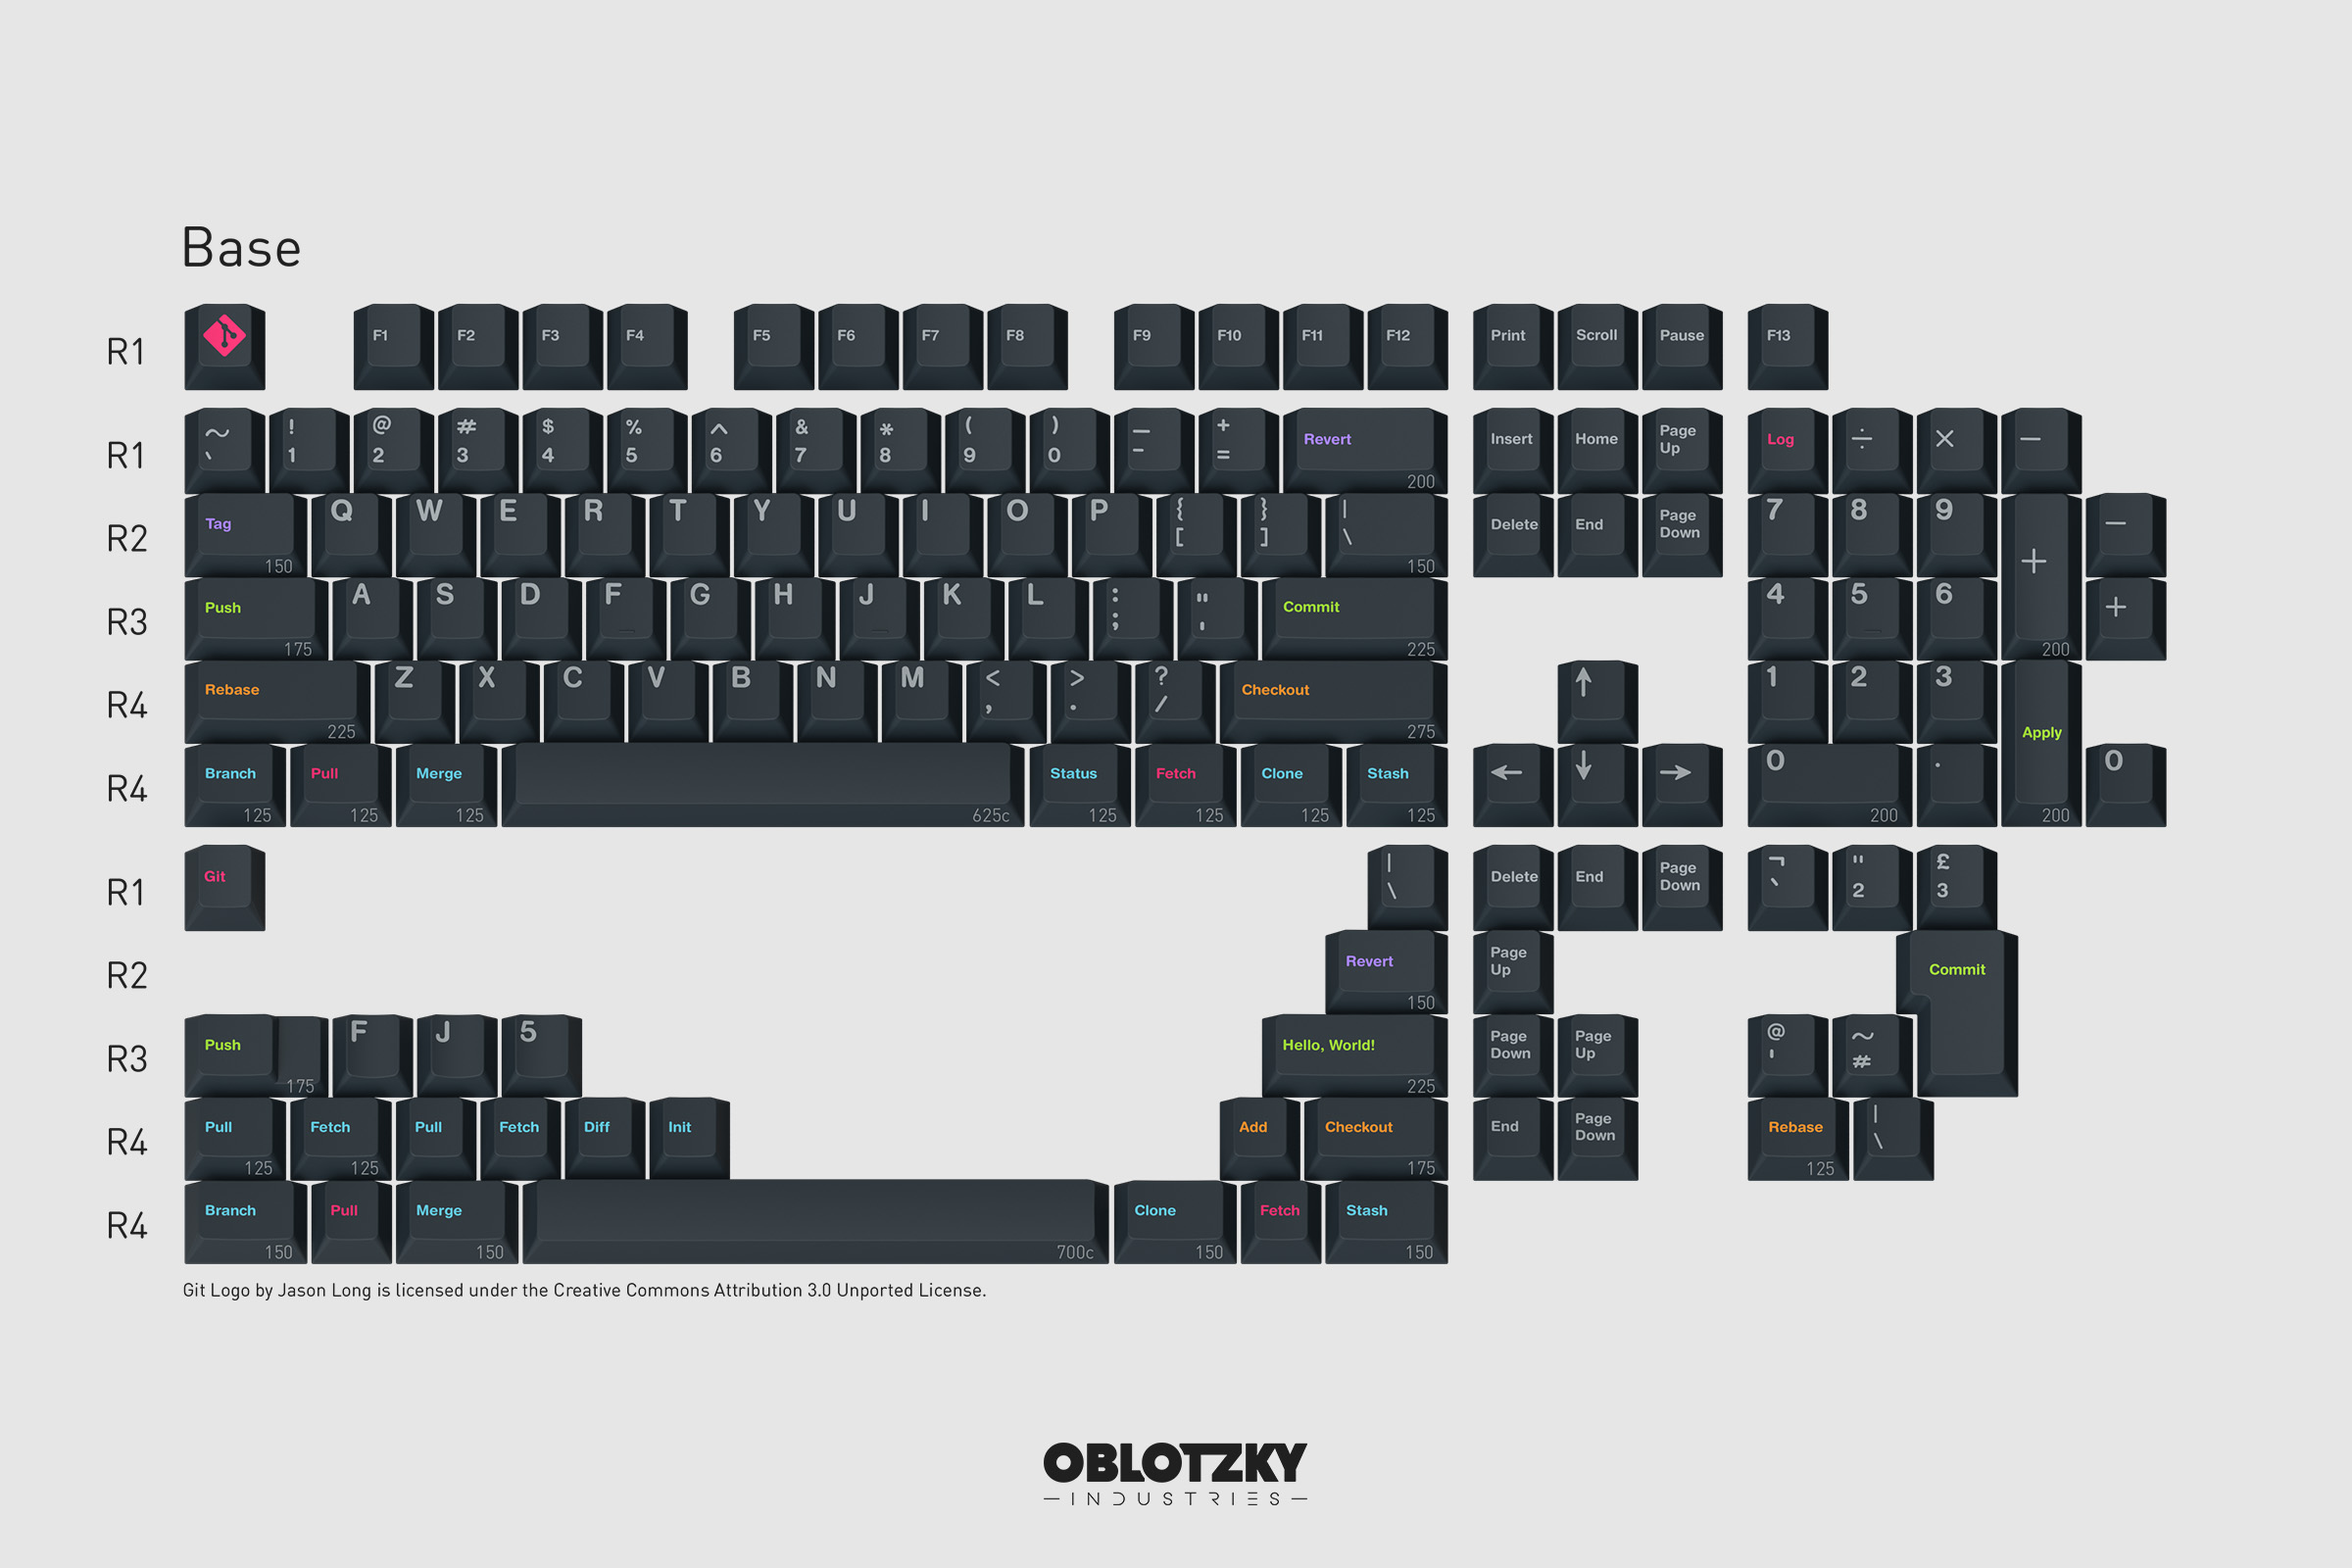 Base
R1 F1 F2 F3 F4 F5 F6 F7 F8 F9 F10 F11 F12 Print Scroll Pause F13
R1 ~ ` ! 1 @ 2 # 3 $ 4 % 5 ^ 6 & 7 * 8 ( 9 ) 0 _ - + = Revert 200 Insert Home Page Up Log ÷ × −
R2 Tag 150 Q W E R T Y U I O P { [ } ] | \ 150 Delete End Page Down 7 8 9 + 200 −
R3 Push 175 A S D F _ G H J _ K L : ; " ' Commit 225 4 5 _ 6 +
R4 Rebase 225 Z X C V B N M < , > . ? / Checkout 275 ↑ 1 2 3 Apply 200
R4 Branch 125 Pull 125 Merge 125 625c Status 125 Fetch 125 Clone 125 Stash 125 ← ↓ → 0 200 . 0
R1 Git | \ Delete End Page Down ¬ ` " 2 £ 3
R2 Revert 150 Page Up Commit
R3 Push 175 F J 5 Hello, World! 225 Page Down Page Up @ ' ~ #
R4 Pull 125 Fetch 125 Pull Fetch Diff Init Add Checkout 175 End Page Down Rebase 125 | \
R4 Branch 150 Pull Merge 150 700c Clone 150 Fetch Stash 150
Git Logo by Jason Long is licensed under the Creative Commons Attribution 3.0 Unported License.
OBLOTZKY
INDUSTRIES